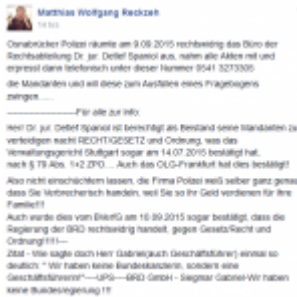 Matthias Wolfgang Reckzeh
14 hrs
Osnabrücker Polizei räumte am 9.09.2015 rechtswidrig das Büro der
Rechtsabteilung Dr. jur. Detlef Spaniol aus, nahm alle Akten mit und
erpresst dann telefonisch unter dieser Nummer 0541 3273305
die Mandanten und will diese zum Ausfüllen eines Fragebogens
zwingen......
----------------------Für alle zur Info:
Herr Dr. jur. Detlef Spaniol ist berechtigt als Beistand seine Mandanten zu
verteidigen nach! RECHT/GESETZ und Ordnung, was das
Verwaltungsgericht Stuttgart sogar am 14.07.2015 bestätigt hat,
nach § 79 Abs. 1+2 ZPO.... Auch das OLG-Frankfurt hat dies bestätigt!
Also nicht einschüchtern lassen, die Firma Polizei weiß selber ganz genau
dass Sie Verbrecherisch handeln, weil Sie so Ihr Geld verdienen für Ihre
Familie!!!
Auch wurde dies vom BVerfG am 10.09.2015 sogar bestätigt, dass die
Regierung der BRD rechtswidrig handelt, gegen Gesetz/Recht und
Ordnung!!!!!---
Zitat - Wie sagte doch Herr Gabriel(auch Geschäftsführer) einmal so
deutlich: " Wir haben keine Bundeskanzlerin, sondern eine
Geschäftsführerin!"----UPS----BRD GmbH - Siegmar Gabriel-Wir haben
keine Bundesregierung !!!